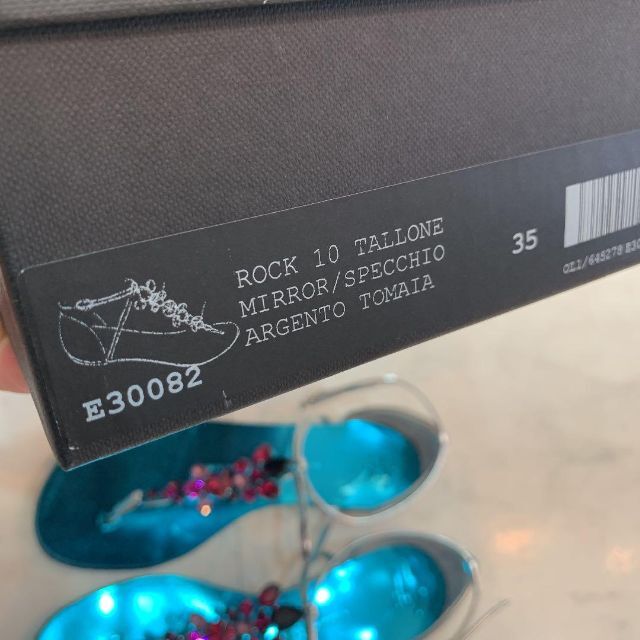 ROCK 10 TALLONE
MIRROR/SPECCHIO
ARGENTO TOMAIA
35
E30082